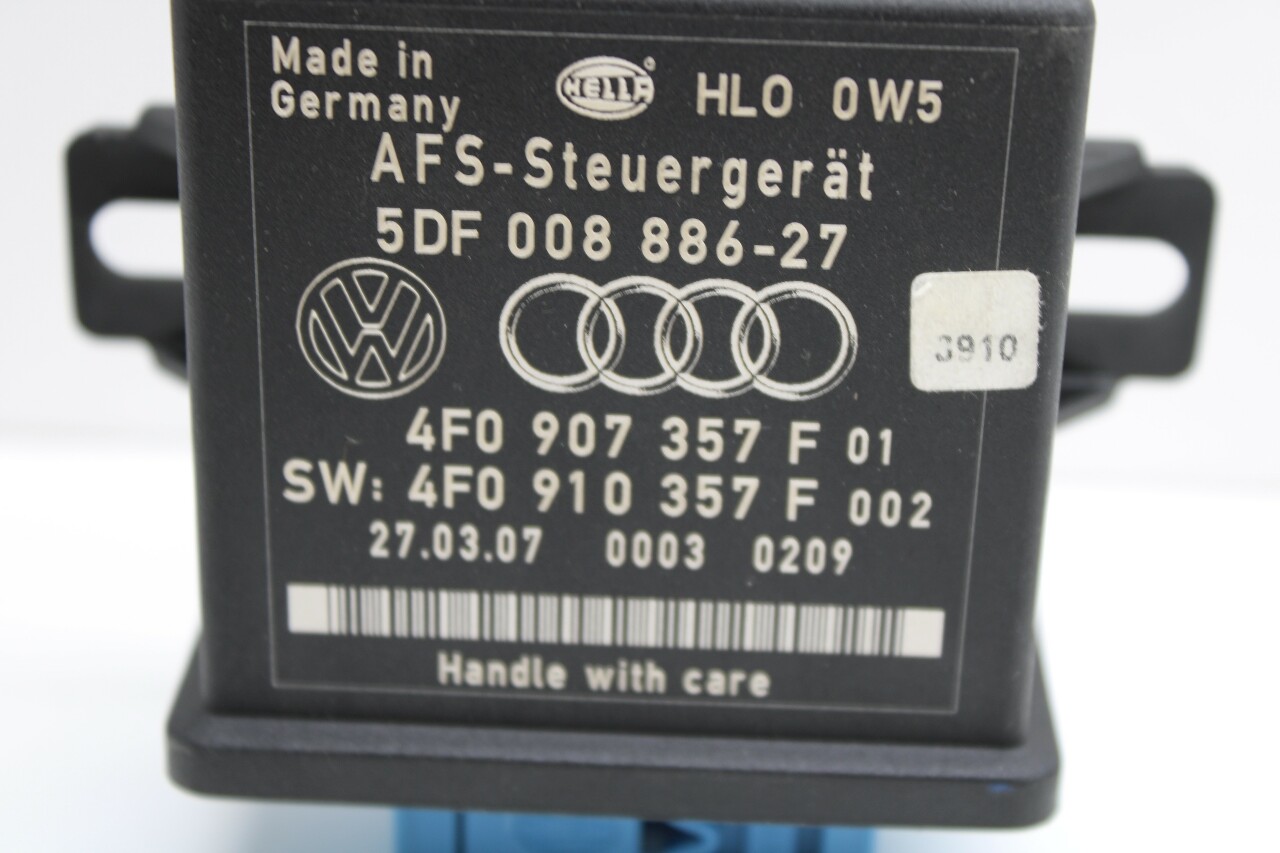 Made in
Germany
HELLA HLO 0W5
AFS-Steuergerät
5DF 008 886-27
3910
4F0 907 357 F 01
SW: 4F0 910 357 F 002
27.03.07 0003 0209
Handle with care